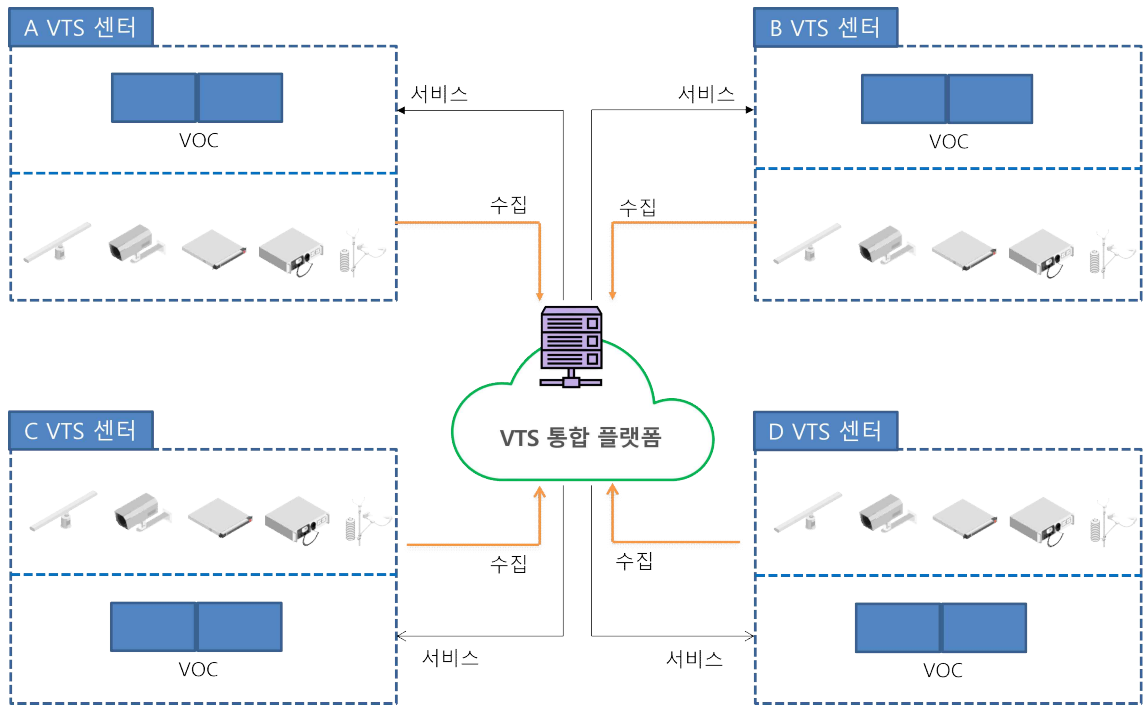 A VTS 센터
B VTS 센터
서비스
서비스
VOC
VOC
수집
수집
VTS 통합 플랫폼
C VTS 센터
D VTS 센터
수집
수집
VOC
VOC
서비스
서비스